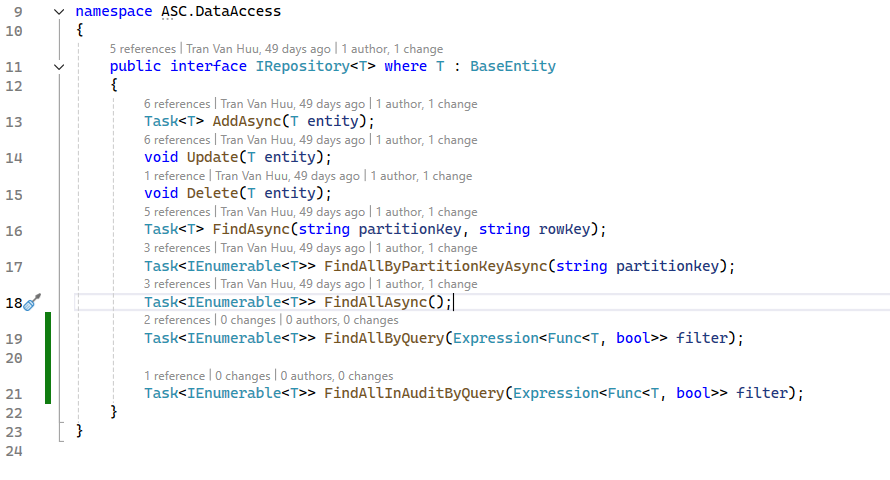 9 namespace ASC.DataAccess
10 {
5 references | Tran Van Huu, 49 days ago | 1 author, 1 change
11 public interface IRepository<T> where T : BaseEntity
12 {
6 references | Tran Van Huu, 49 days ago | 1 author, 1 change
13 Task<T> AddAsync(T entity);
6 references | Tran Van Huu, 49 days ago | 1 author, 1 change
14 void Update(T entity);
1 reference | Tran Van Huu, 49 days ago | 1 author, 1 change
15 void Delete(T entity);
5 references | Tran Van Huu, 49 days ago | 1 author, 1 change
16 Task<T> FindAsync(string partitionKey, string rowKey);
3 references | Tran Van Huu, 49 days ago | 1 author, 1 change
17 Task<IEnumerable<T>> FindAllByPartitionKeyAsync(string partitionkey);
3 references | Tran Van Huu, 49 days ago | 1 author, 1 change
18 Task<IEnumerable<T>> FindAllAsync();
2 references | 0 changes | 0 authors, 0 changes
19 Task<IEnumerable<T>> FindAllByQuery(Expression<Func<T, bool>> filter);
20
1 reference | 0 changes | 0 authors, 0 changes
21 Task<IEnumerable<T>> FindAllInAuditByQuery(Expression<Func<T, bool>> filter);
22 }
23 }
24